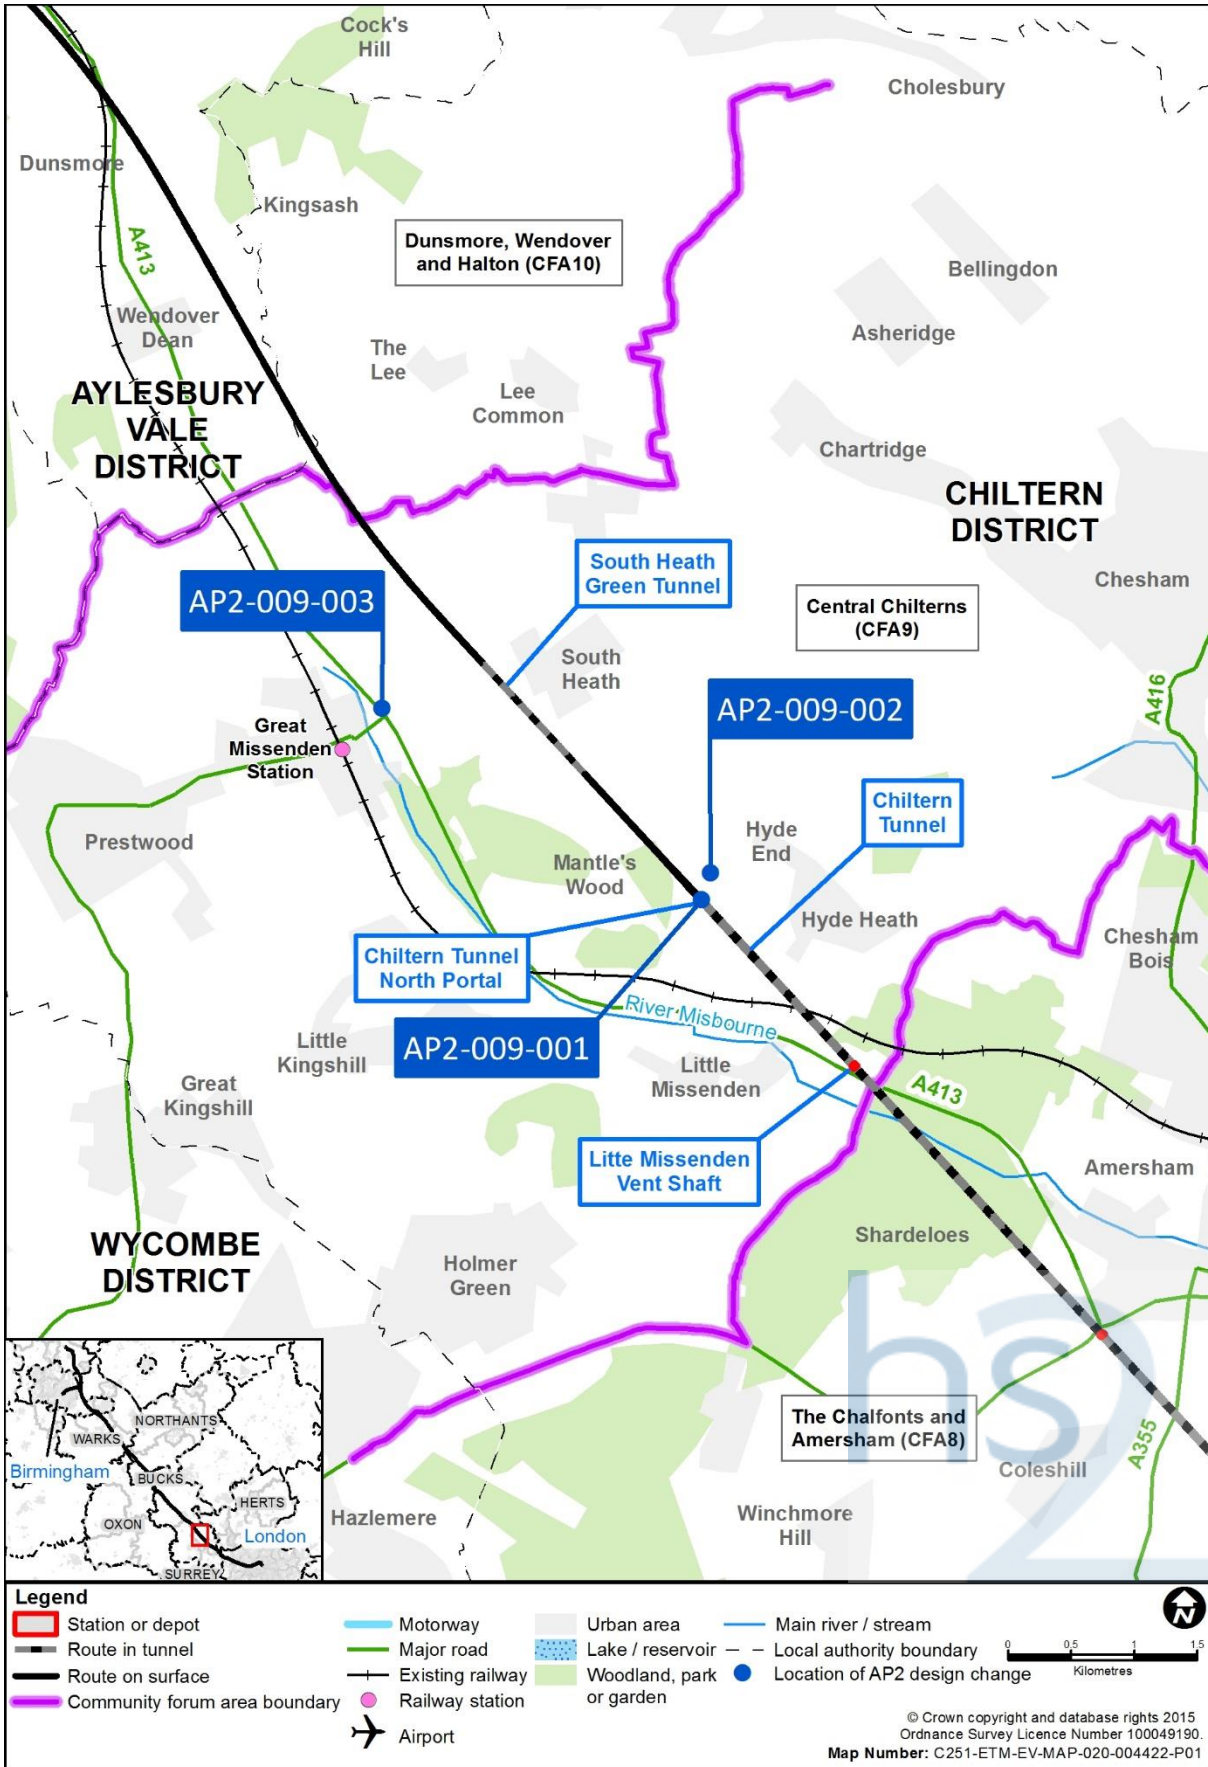 Cock's
Hill
Cholesbury
Dunsmore
Kingsash
A413
Dunsmore, Wendover
and Halton (CFA10)
Bellingdon
Wendover
Dean
Asheridge
The
Lee
Lee
Common
AYLESBURY
VALE
DISTRICT
Chartridge
CHILTERN
DISTRICT
South Heath
Green Tunnel
Chesham
AP2-009-003
Central Chilterns
(CFA9)
South
Heath
A416
AP2-009-002
Great
Missenden
Station
Chiltern
Tunnel
Prestwood
Hyde
End
Mantle's
Wood
Hyde Heath
Chesham
Bois
Chiltern Tunnel
North Portal
River Misbourne
AP2-009-001
Little
Kingshill
Little
Missenden
A413
Great
Kingshill
Litte Missenden
Vent Shaft
Amersham
Shardeloes
WYCOMBE
DISTRICT
Holmer
Green
hs2
The Chalfonts and
Amersham (CFA8)
A355
Coleshill
Hazlemere
Winchmore
Hill
NORTHANTS
WARKS
Birmingham
BUCKS
HERTS
OXON
London
SURREY
Legend
Station or depot
Route in tunnel
Route on surface
Community forum area boundary
Motorway
Major road
Existing railway
Railway station
Airport
Urban area
Lake / reservoir
Woodland, park
or garden
Main river / stream
Local authority boundary
Location of AP2 design change
N
0 0.5 1 1.5
Kilometres
© Crown copyright and database rights 2015
Ordnance Survey Licence Number 100049190.
Map Number: C251-ETM-EV-MAP-020-004422-P01